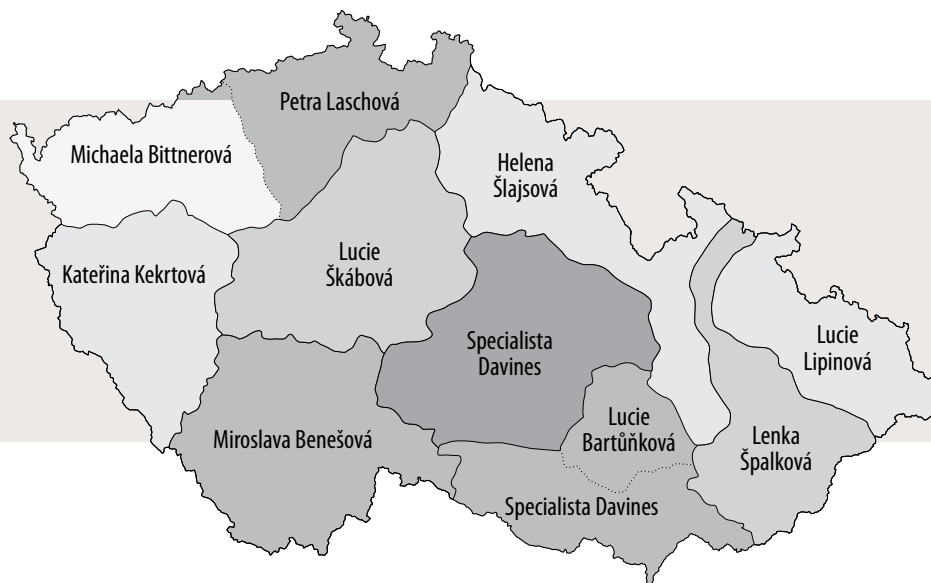 Petra Laschová
Michaela Bittnerová
Helena
Šlajsová
Lucie
Škábová
Kateřina Kekrtová
Specialista
Davines
Lucie
Lipinová
Lucie
Bartůňková
Miroslava Benešová
Lenka
Špalková
Specialista Davines